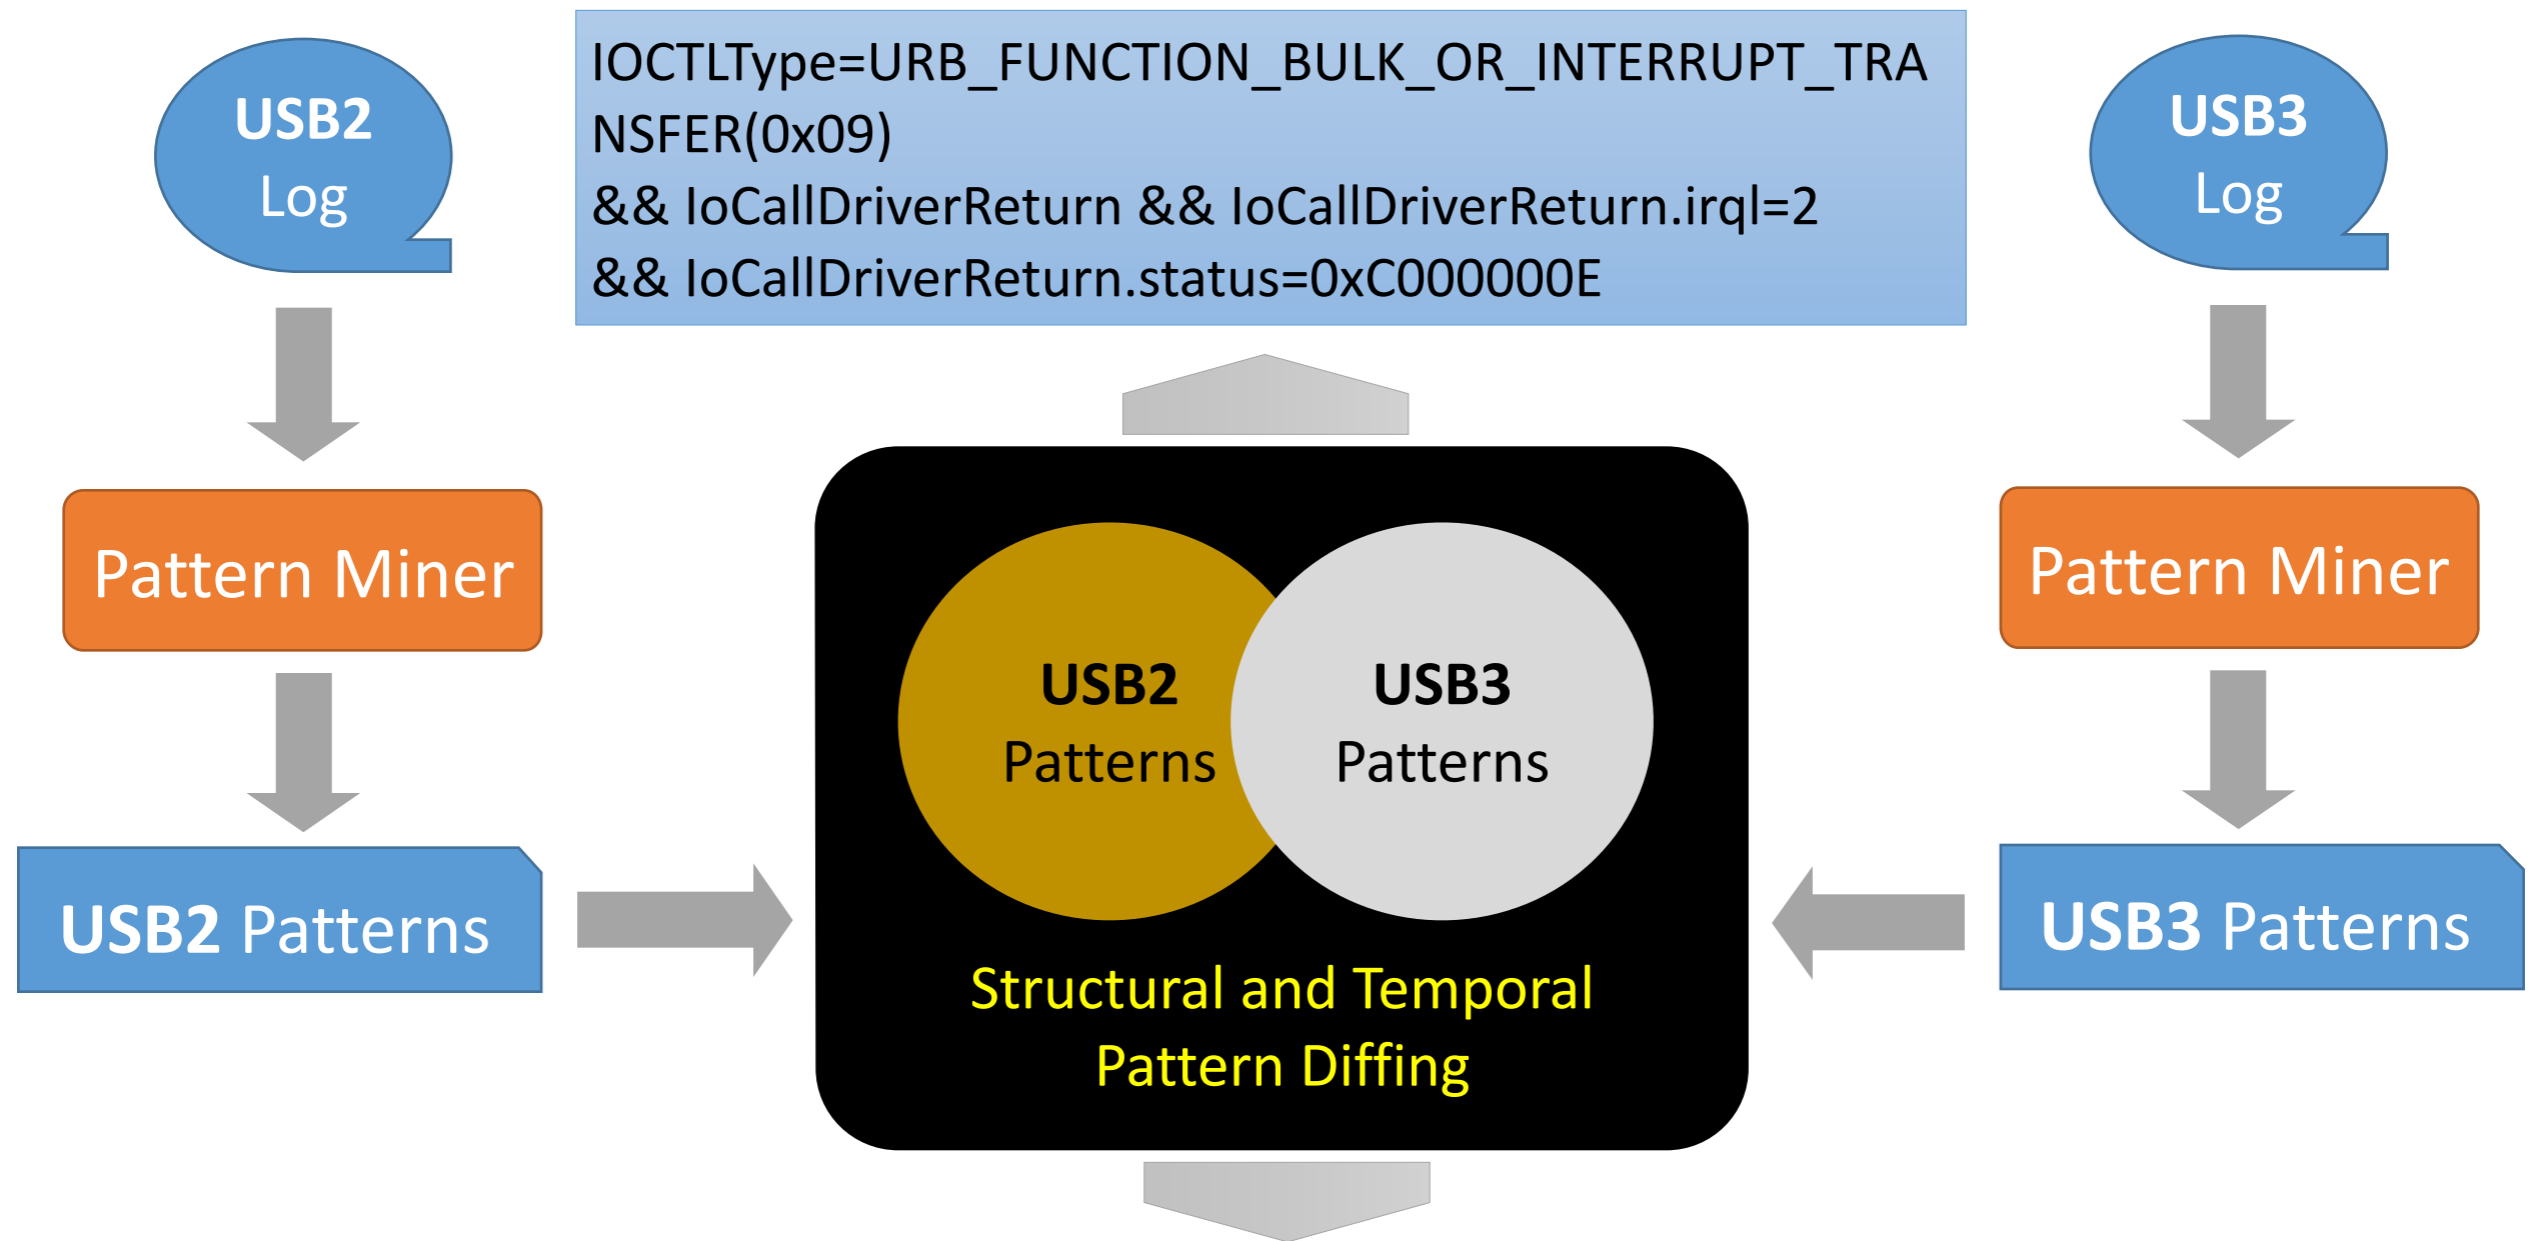 USB2
Log
IOCTLType=URB_FUNCTION_BULK_OR_INTERRUPT_TRA
NSFER(0x09)
&& IoCallDriverReturn && IoCallDriverReturn.irql=2
&& IoCallDriverReturn.status=0xC000000E
USB3
Log
Pattern Miner
Pattern Miner
USB2
Patterns
USB3
Patterns
USB2 Patterns
USB3 Patterns
Structural and Temporal
Pattern Diffing